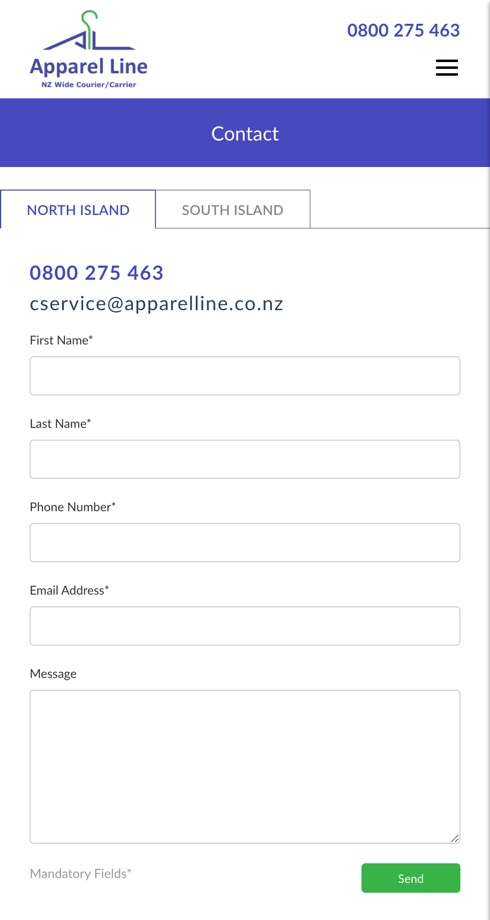 0800 275 463
Apparel Line
NZ Wide Courier/Carrier
Contact
NORTH ISLAND
SOUTH ISLAND
0800 275 463
cservice@apparelline.co.nz
First Name*
Last Name*
Phone Number*
Email Address*
Message
Mandatory Fields*
Send